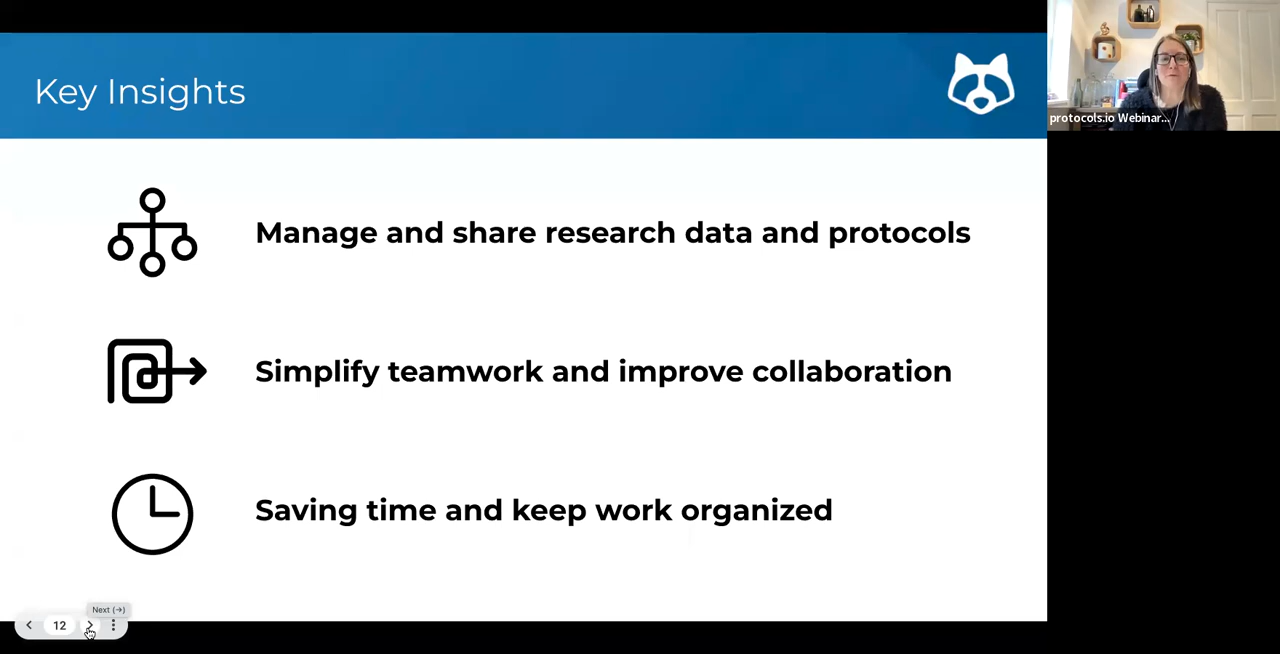 Key Insights
protocols.io Webinar...
Manage and share research data and protocols
Simplify teamwork and improve collaboration
Saving time and keep work organized
Next (→)
12